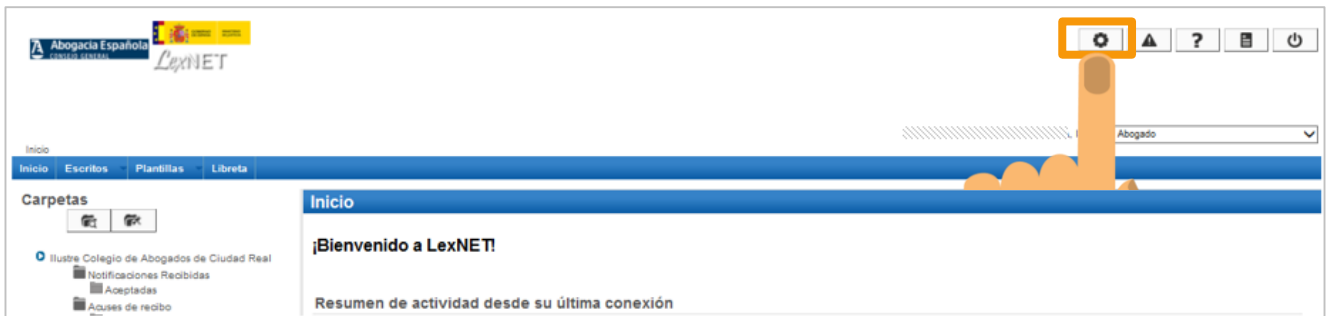 Abogacía Española
CONSEJO GENERAL
LexNET
?
Abogado
Inicio
Inicio Escritos Plantillas Libreta
Carpetas
Inicio
¡Bienvenido a LexNET!
Ilustre Colegio de Abogados de Ciudad Real
Notificaciones Recibidas
Aceptadas
Acuses de recibo
Resumen de actividad desde su última conexión